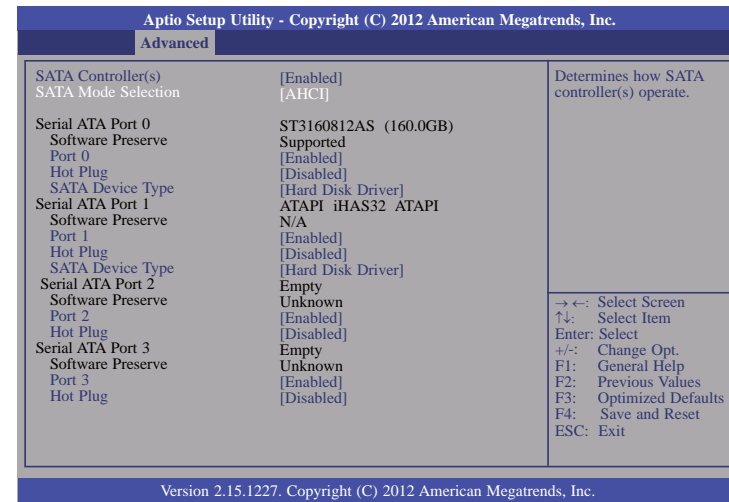 Aptio Setup Utility - Copyright (C) 2012 American Megatrends, Inc.
Advanced
SATA Controller(s) [Enabled]
SATA Mode Selection [AHCI]
Serial ATA Port 0 ST3160812AS (160.0GB)
Software Preserve Supported
Port 0 [Enabled]
Hot Plug [Disabled]
SATA Device Type [Hard Disk Driver]
Serial ATA Port 1 ATAPI iHAS32 ATAPI
Software Preserve N/A
Port 1 [Enabled]
Hot Plug [Disabled]
SATA Device Type [Hard Disk Driver]
Serial ATA Port 2 Empty
Software Preserve Unknown
Port 2 [Enabled]
Hot Plug [Disabled]
Serial ATA Port 3 Empty
Software Preserve Unknown
Port 3 [Enabled]
Hot Plug [Disabled]
Determines how SATA
controller(s) operate.
→←: Select Screen
↑↓: Select Item
Enter: Select
+/-: Change Opt.
F1: General Help
F2: Previous Values
F3: Optimized Defaults
F4: Save and Reset
ESC: Exit
Version 2.15.1227. Copyright (C) 2012 American Megatrends, Inc.